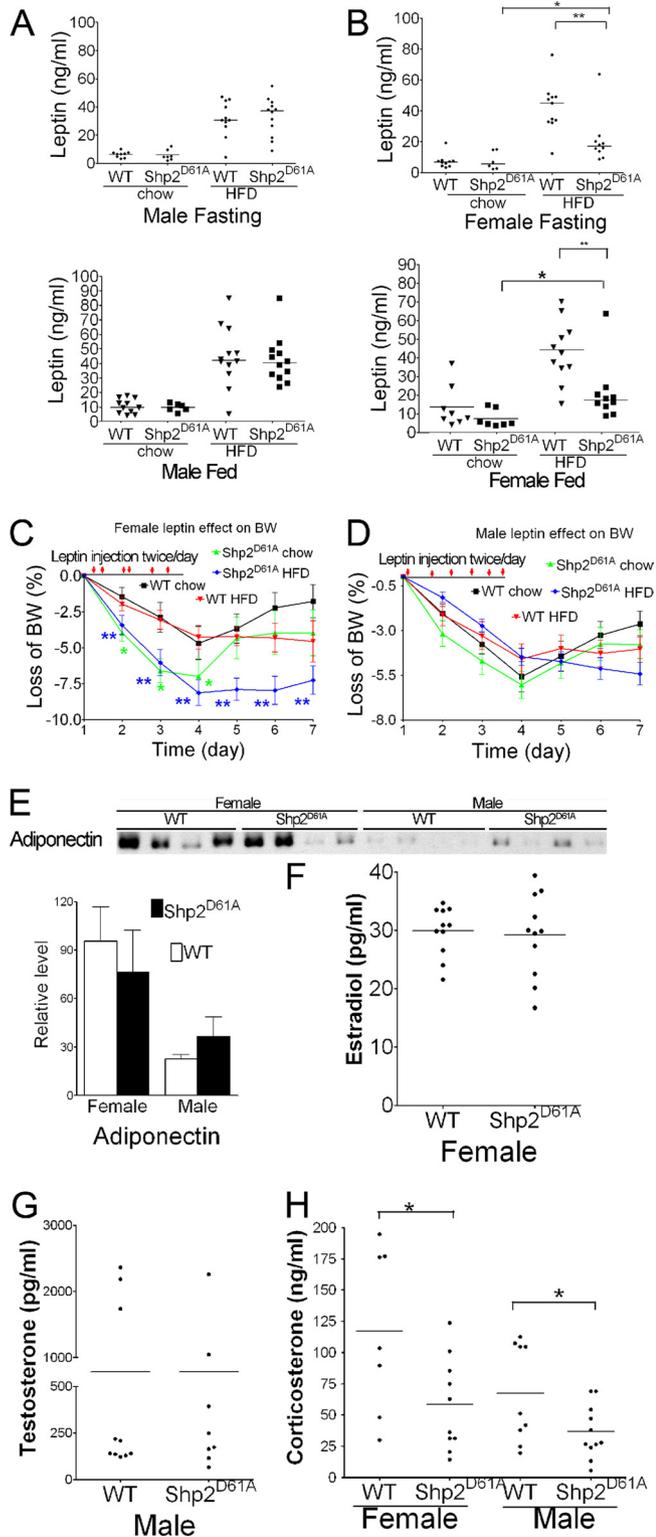 A
Leptin (ng/ml)
100
80
60
40
20
0
WT Shp2D61A WT Shp2D61A
chow HFD
Male Fasting
B
* 
**
Leptin (ng/ml)
100
80
60
40
20
0
WT Shp2D61A WT Shp2D61A
chow HFD
Female Fasting
Leptin (ng/ml)
100
90
80
70
60
50
40
30
20
10
0
WT Shp2D61A WT Shp2D61A
chow HFD
Male Fed
**
*
Leptin (ng/ml)
90
80
70
60
50
40
30
20
10
0
WT Shp2D61A WT Shp2D61A
chow HFD
Female Fed
C
Female leptin effect on BW
Leptin injection twice/day
Shp2D61A chow
WT chow
Shp2D61A HFD
WT HFD
Loss of BW (%)
0.0
-2.5
-5.0
-7.5
-10.0
** * ** * ** * ** ** **
1 2 3 4 5 6 7
Time (day)
D
Male leptin effect on BW
Leptin injection twice/day
Shp2D61A chow
WT chow
Shp2D61A HFD
WT HFD
Loss of BW (%)
-0.5
-3.0
-5.5
-8.0
1 2 3 4 5 6 7
Time (day)
E
Female Male
WT Shp2D61A WT Shp2D61A
Adiponectin
Relative level
120
90
60
30
0
Shp2D61A
WT
Female Male
Adiponectin
F
Estradiol (pg/ml)
40
30
20
10
0
WT Shp2D61A
Female
G
Testosterone (pg/ml)
3000
2000
1000
500
250
0
WT Shp2D61A
Male
H
*
*
Corticosterone (ng/ml)
200
175
150
125
100
75
50
25
0
WT Shp2D61A WT Shp2D61A
Female Male